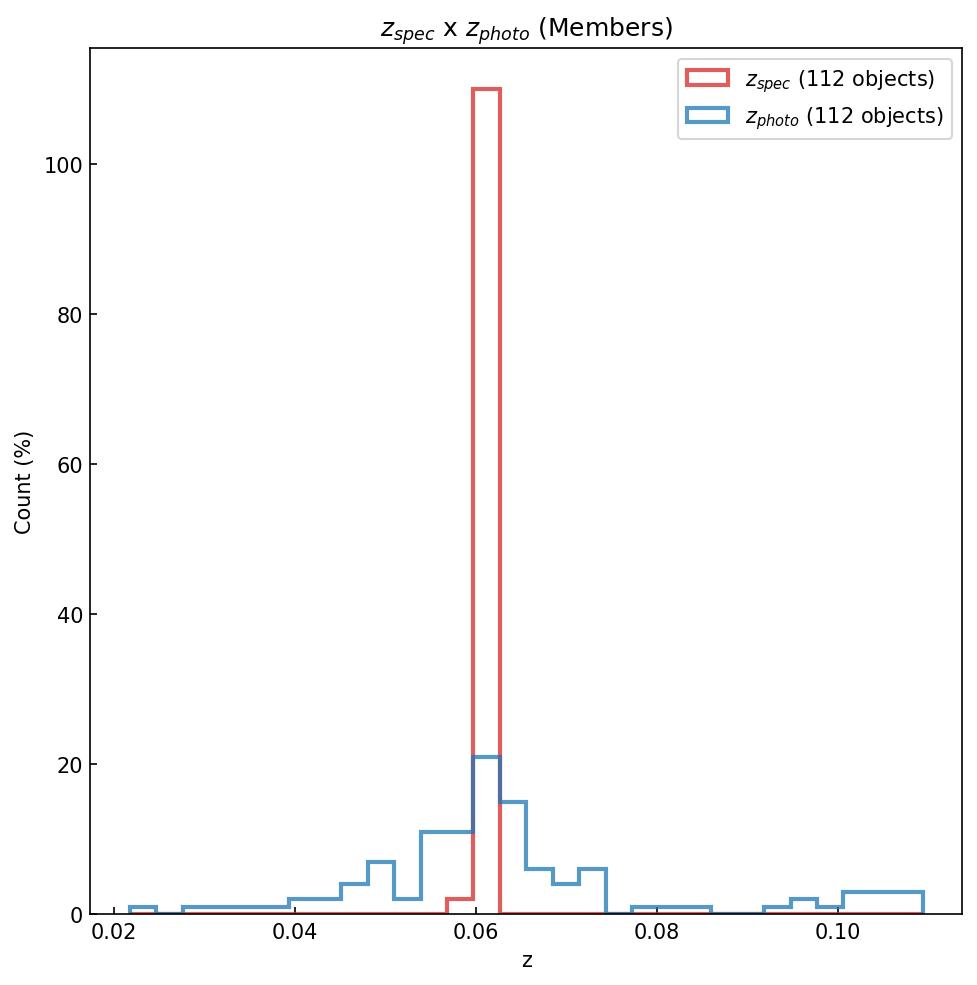 z_spec x z_photo (Members)
z_spec (112 objects)
z_photo (112 objects)
100
80
60
40
20
0
Count (%)
0.02 0.04 0.06 0.08 0.10
z